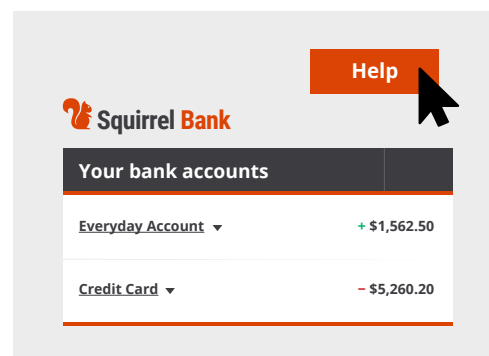 Help
Squirrel Bank
Your bank accounts
Everyday Account + $1,562.50
Credit Card − $5,260.20